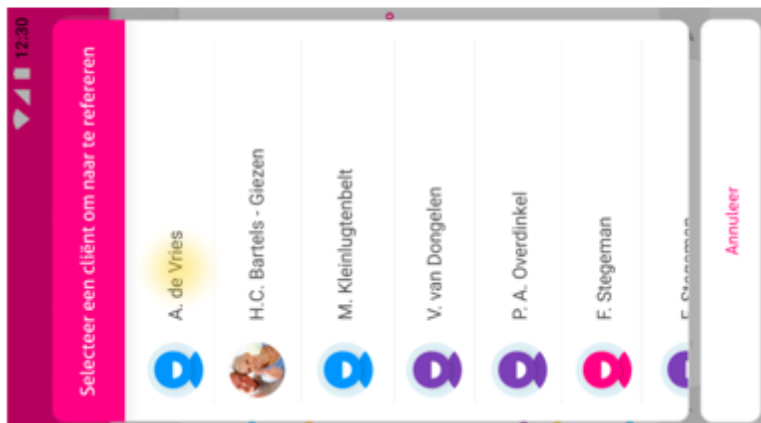 12:30
Selecteer een cliënt om naar te refereren
A. de Vries
H.C. Bartels - Giezen
M. Kleinlugtenbelt
V. van Dongelen
P. A. Overdinkel
F. Stegeman
Annuleer